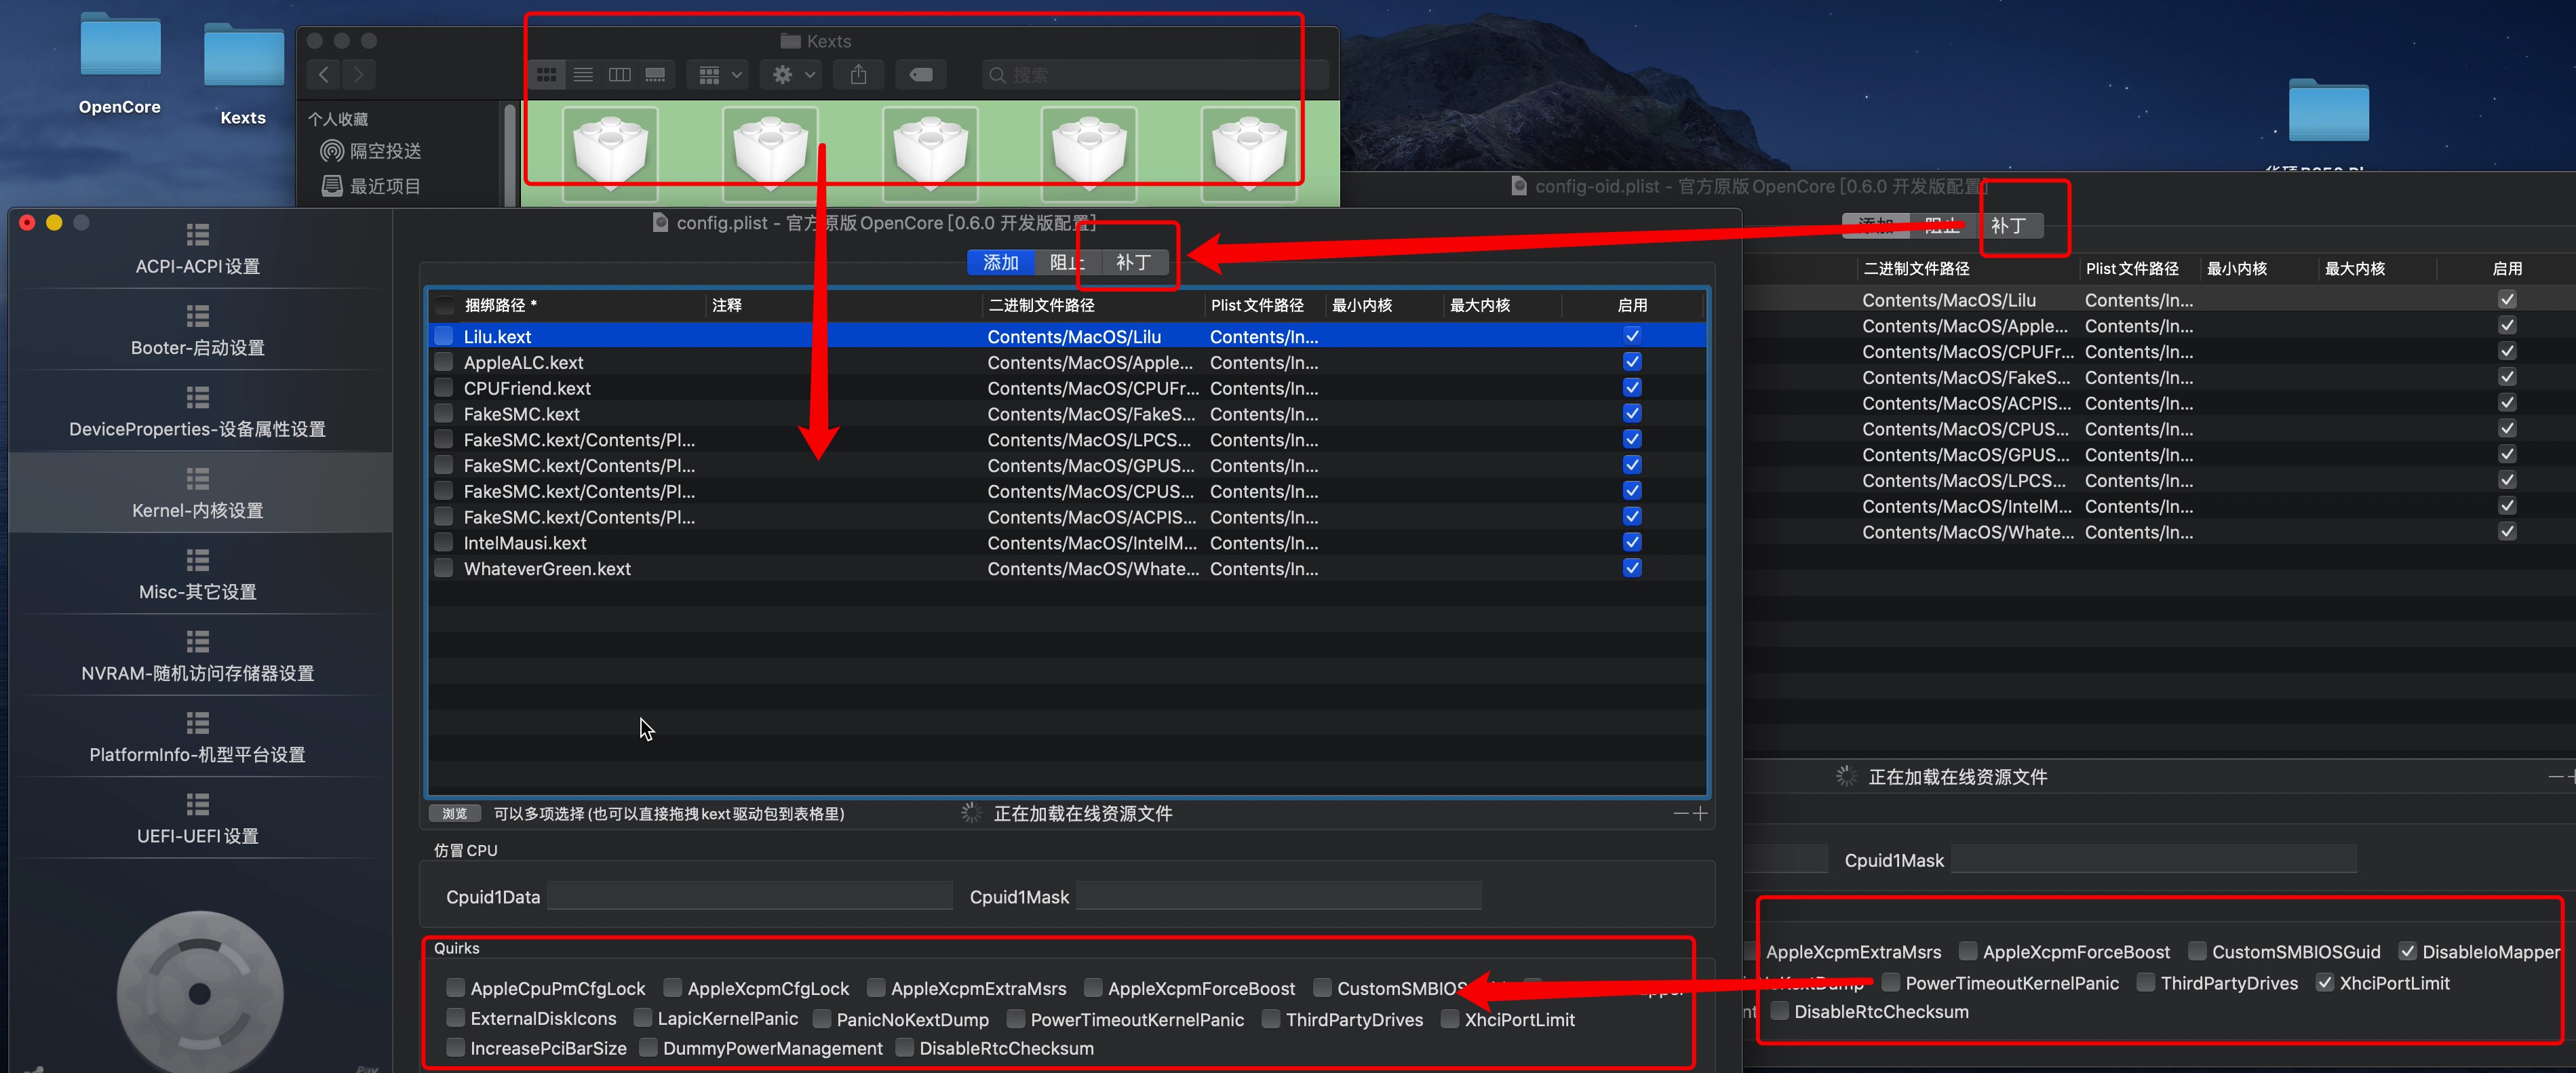 OpenCore
Kexts
Kexts
搜索
个人收藏
隔空投送
最近项目
config-oid.plist - 官方原版 OpenCore [0.6.0 开发版配置]
添加 阻止 补丁
二进制文件路径 Plist文件路径 最小内核 最大内核 启用
Contents/MacOS/Lilu Contents/In...
Contents/MacOS/Apple... Contents/In...
Contents/MacOS/CPUFr... Contents/In...
Contents/MacOS/FakeS... Contents/In...
Contents/MacOS/ACPIS... Contents/In...
Contents/MacOS/CPUS... Contents/In...
Contents/MacOS/GPUS... Contents/In...
Contents/MacOS/LPCS... Contents/In...
Contents/MacOS/IntelM... Contents/In...
Contents/MacOS/Whate... Contents/In...
正在加载在线资源文件
Cpuid1Mask
AppleXcpmExtraMsrs AppleXcpmForceBoost CustomSMBIOSGuid DisableIoMapper
PowerTimeoutKernelPanic ThirdPartyDrives XhciPortLimit
DisableRtcChecksum
ACPI-ACPI设置
Booter-启动设置
DeviceProperties-设备属性设置
Kernel-内核设置
Misc-其它设置
NVRAM-随机访问存储器设置
PlatformInfo-机型平台设置
UEFI-UEFI设置
Pay
config.plist - 官方原版 OpenCore [0.6.0 开发版配置]
添加 阻止 补丁
捆绑路径 * 注释 二进制文件路径 Plist文件路径 最小内核 最大内核 启用
Lilu.kext Contents/MacOS/Lilu Contents/In...
AppleALC.kext Contents/MacOS/Apple... Contents/In...
CPUFriend.kext Contents/MacOS/CPUFr... Contents/In...
FakeSMC.kext Contents/MacOS/FakeS... Contents/In...
FakeSMC.kext/Contents/Pl... Contents/MacOS/LPCS... Contents/In...
FakeSMC.kext/Contents/Pl... Contents/MacOS/GPUS... Contents/In...
FakeSMC.kext/Contents/Pl... Contents/MacOS/CPUS... Contents/In...
FakeSMC.kext/Contents/Pl... Contents/MacOS/ACPIS... Contents/In...
IntelMausi.kext Contents/MacOS/IntelM... Contents/In...
WhateverGreen.kext Contents/MacOS/Whate... Contents/In...
浏览 可以多项选择(也可以直接拖拽kext驱动包到表格里) 正在加载在线资源文件
仿冒CPU
Cpuid1Data Cpuid1Mask
Quirks
AppleCpuPmCfgLock AppleXcpmCfgLock AppleXcpmExtraMsrs AppleXcpmForceBoost
ExternalDiskIcons LapicKernelPanic PanicNoKextDump PowerTimeoutKernelPanic ThirdPartyDrives XhciPortLimit
IncreasePciBarSize DummyPowerManagement DisableRtcChecksum